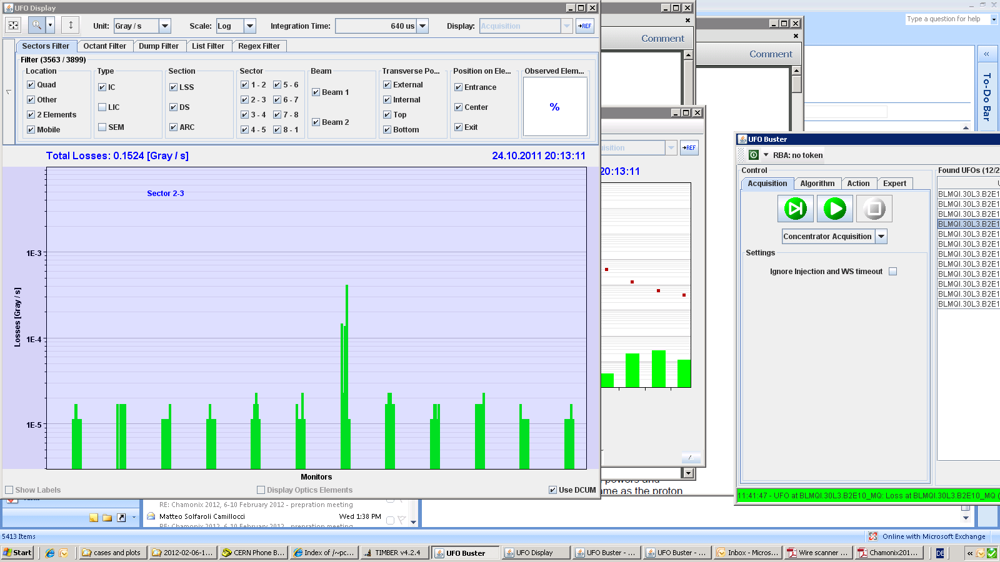 UFO Display
Unit: Gray / s
Scale: Log
Integration Time: 640 us
Display: Acquisition
→REF
Sectors Filter
Octant Filter
Dump Filter
List Filter
Regex Filter
Filter (3563 / 3899)
Location
Quad
Other
2 Elements
Mobile
Type
IC
LIC
SEM
Section
LSS
DS
ARC
Sector
1 - 2
5 - 6
2 - 3
6 - 7
3 - 4
7 - 8
4 - 5
8 - 1
Beam
Beam 1
Beam 2
Transverse Po...
External
Internal
Top
Bottom
Position on Ele...
Entrance
Center
Exit
Observed Elem...
%
Total Losses: 0.1524 [Gray / s]
24.10.2011 20:13:11
Sector 2-3
1E-3
1E-4
1E-5
Losses [Gray / s]
Monitors
Show Labels
Display Optics Elements
Use DCUM
Comment
Comment
→REF
20:13:11
powers and
ame as the proton
Type a question for help
To-Do Bar
UFO Buster
RBA: no token
Control
Acquisition
Algorithm
Action
Expert
Concentrator Acquisition
Settings
Ignore Injection and WS timeout
Found UFOs (12/2
BLMQI.30L3.B2E1
BLMQI.30L3.B2E1
BLMQI.30L3.B2E1
BLMQI.30L3.B2E1
BLMQI.30L3.B2E1
BLMQI.30L3.B2E1
BLMQI.30L3.B2E1
BLMQI.30L3.B2E1
BLMQI.30L3.B2E1
BLMQI.30L3.B2E1
BLMQI.30L3.B2E1
BLMQI.30L3.B2E1
11:41:47 - UFO at BLMQI.30L3.B2E10_MQ: Loss at BLMQI.30L3.B2E10_MQ (
RE: Chamonix 2012, 6-10 February 2012 - prepration meeting
Matteo Solfaroli Camillocci
Wed 1:38 PM
RE: Chamonix 2012, 6-10 February 2012 - prepration meeting
5413 Items
Online with Microsoft Exchange
Start
cases and plots
2012-02-06-1...
CERN Phone B...
Index of /~pc...
TIMBER v4.2.4
UFO Buster
UFO Display
UFO Buster - ...
UFO Buster - ...
Inbox - Micros...
Wire scanner ...
Chamonix201...
DE